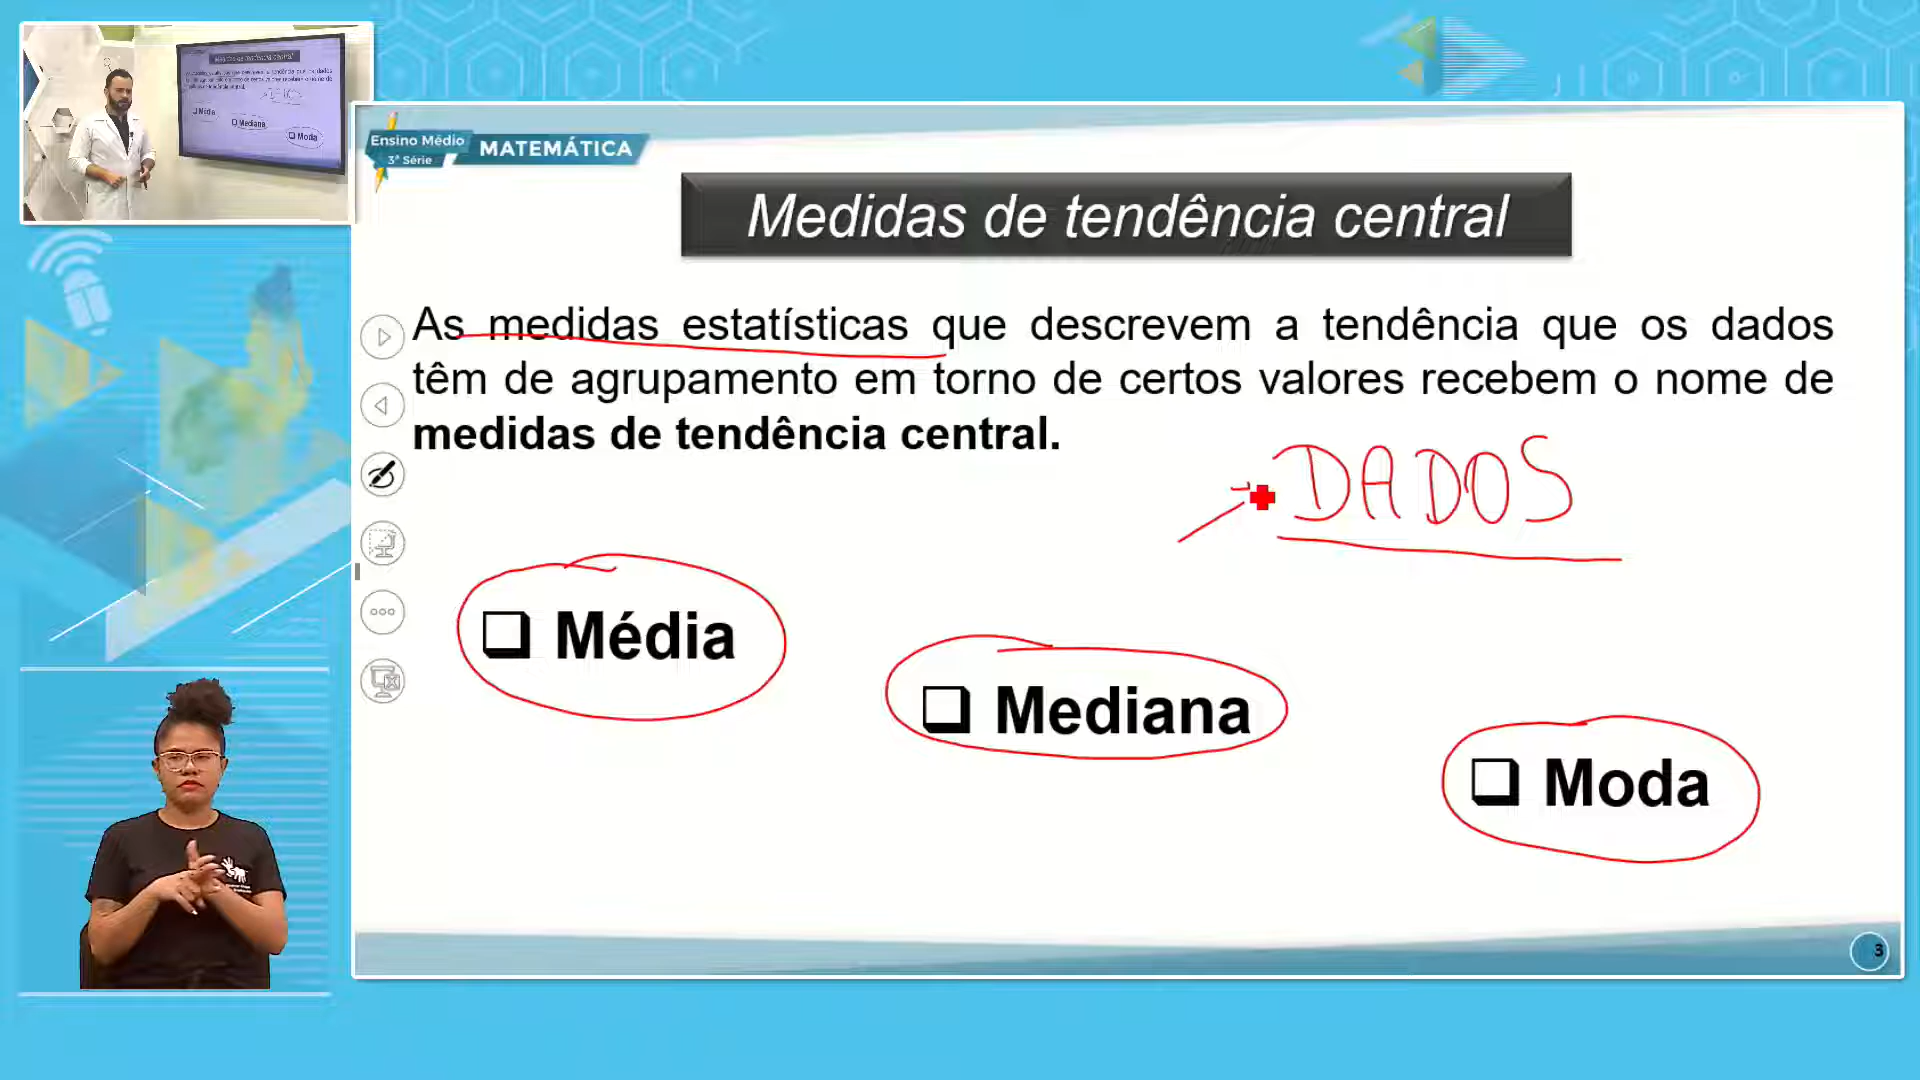 Ensino Médio
3ª Série
MATEMÁTICA
Medidas de tendência central
As medidas estatísticas que descrevem a tendência que os dados
têm de agrupamento em torno de certos valores recebem o nome de
medidas de tendência central.
DADOS
Média
Mediana
Moda
3